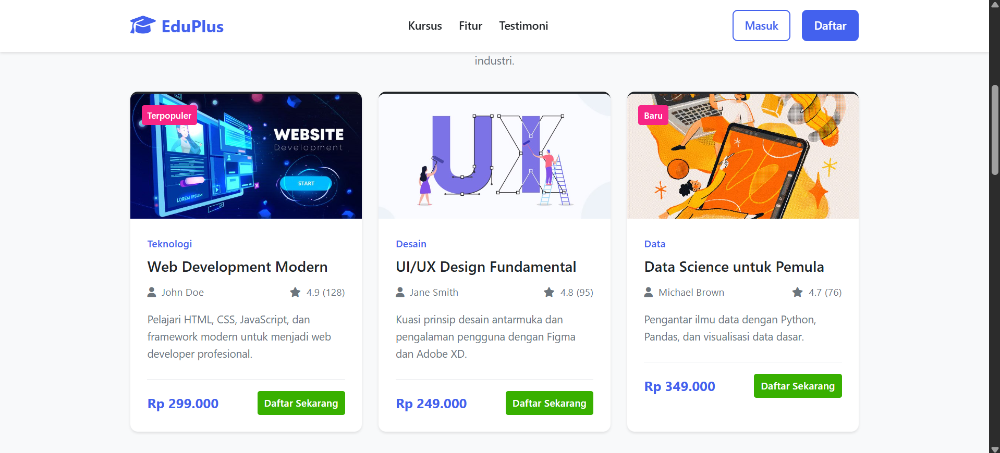 EduPlus
Kursus Fitur Testimoni
Masuk Daftar
industri.
Terpopuler
WEBSITE
Development
START
LOREM IPSUM
Teknologi
Web Development Modern
John Doe 4.9 (128)
Pelajari HTML, CSS, JavaScript, dan
framework modern untuk menjadi web
developer profesional.
Rp 299.000 Daftar Sekarang
UX
Desain
UI/UX Design Fundamental
Jane Smith 4.8 (95)
Kuasi prinsip desain antarmuka dan
pengalaman pengguna dengan Figma
dan Adobe XD.
Rp 249.000 Daftar Sekarang
Baru
Data
Data Science untuk Pemula
Michael Brown 4.7 (76)
Pengantar ilmu data dengan Python,
Pandas, dan visualisasi data dasar.
Rp 349.000 Daftar Sekarang